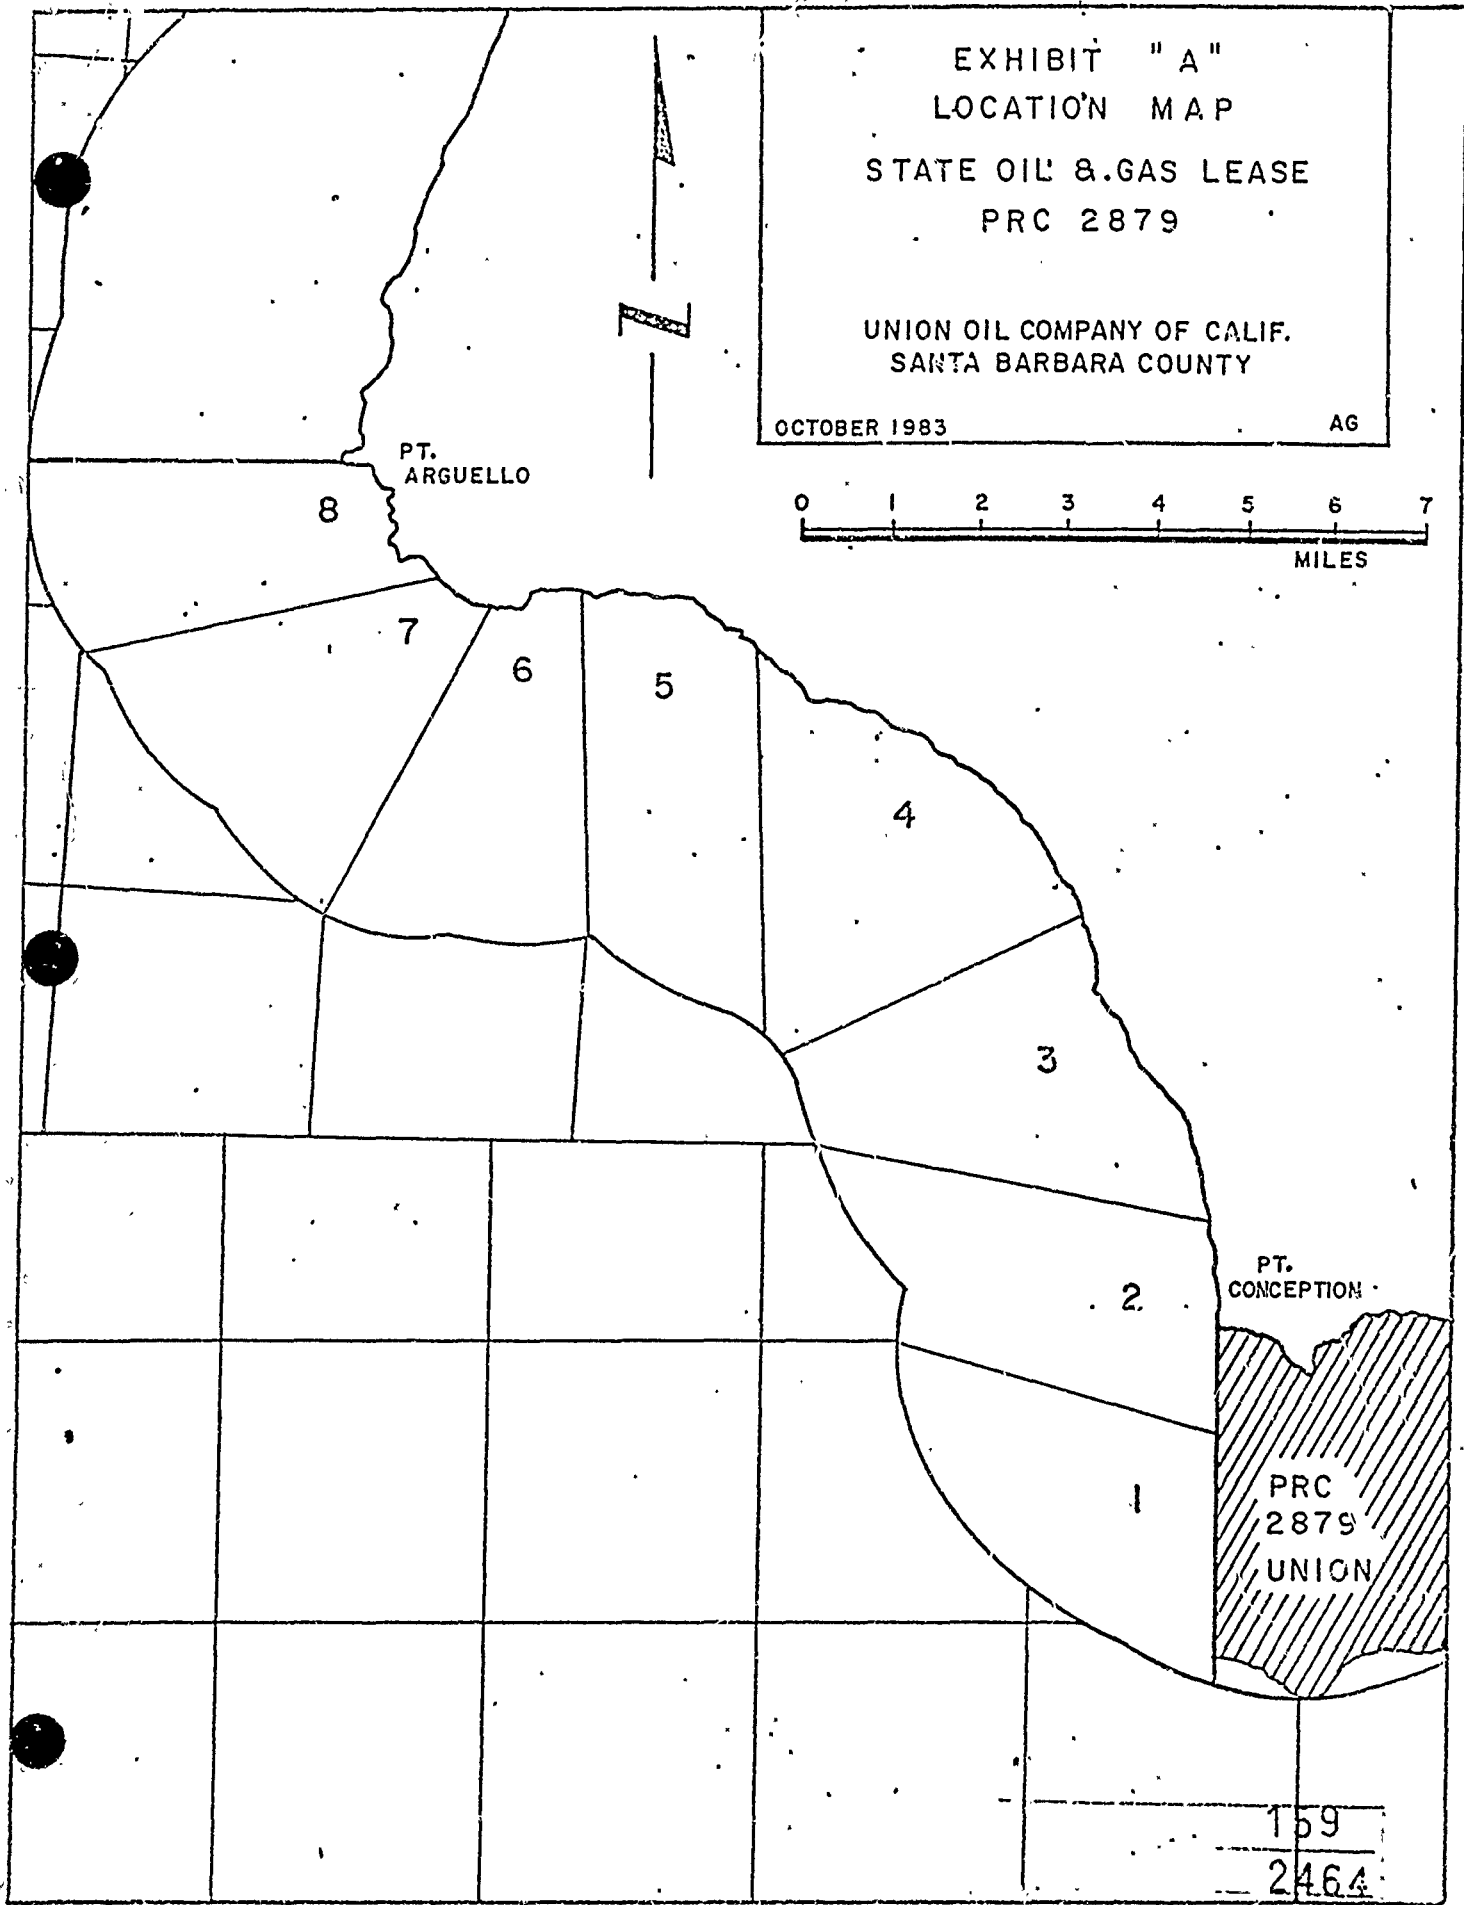 EXHIBIT "A"
LOCATION MAP
STATE OIL & GAS LEASE
PRC 2879
UNION OIL COMPANY OF CALIF.
SANTA BARBARA COUNTY
OCTOBER 1983 AG
N
0 1 2 3 4 5 6 7
MILES
PT.
ARGUELLO
8
7
6
5
4
3
2
1
PT.
CONCEPTION
PRC
2879
UNION
159
2464